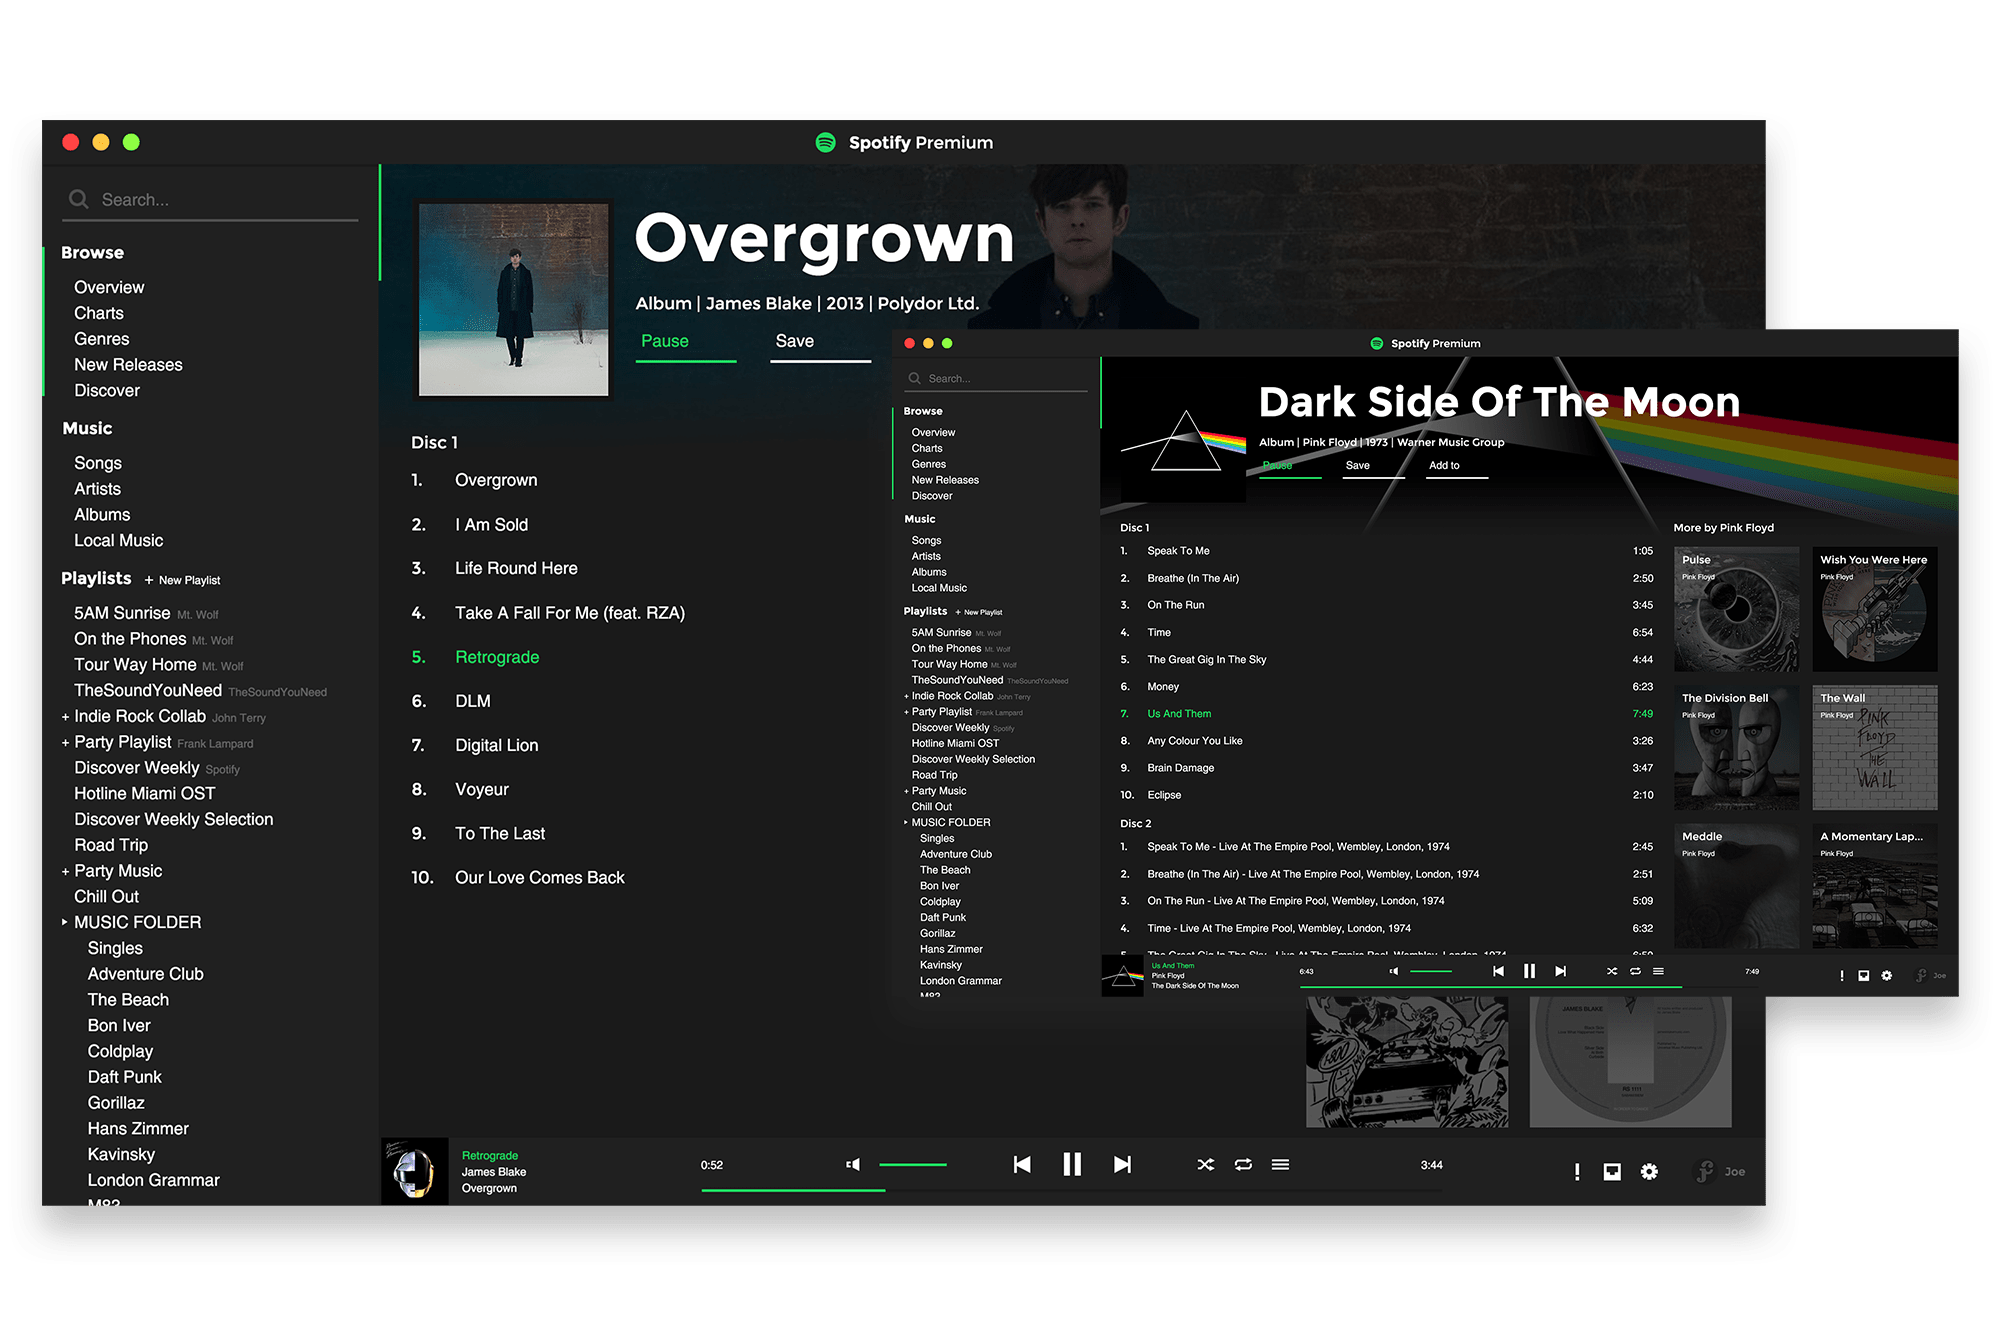 Spotify Premium
Search...
Browse
Overview
Charts
Genres
New Releases
Discover
Music
Songs
Artists
Albums
Local Music
Playlists + New Playlist
5AM Sunrise Mt. Wolf
On the Phones Mt. Wolf
Tour Way Home Mt. Wolf
TheSoundYouNeed TheSoundYouNeed
+ Indie Rock Collab John Terry
+ Party Playlist Frank Lampard
Discover Weekly Spotify
Hotline Miami OST
Discover Weekly Selection
Road Trip
+ Party Music
Chill Out
MUSIC FOLDER
Singles
Adventure Club
The Beach
Bon Iver
Coldplay
Daft Punk
Gorillaz
Hans Zimmer
Kavinsky
London Grammar
M83
Overgrown
Album | James Blake | 2013 | Polydor Ltd.
Pause Save
Disc 1
1. Overgrown
2. I Am Sold
3. Life Round Here
4. Take A Fall For Me (feat. RZA)
5. Retrograde
6. DLM
7. Digital Lion
8. Voyeur
9. To The Last
10. Our Love Comes Back
JAMES BLAKE
Retrograde
James Blake
Overgrown
0:52
3:44
Joe
Spotify Premium
Search...
Browse
Overview
Charts
Genres
New Releases
Discover
Music
Songs
Artists
Albums
Local Music
Playlists + New Playlist
5AM Sunrise Mt. Wolf
On the Phones Mt. Wolf
Tour Way Home Mt. Wolf
TheSoundYouNeed TheSoundYouNeed
+ Indie Rock Collab John Terry
+ Party Playlist Frank Lampard
Discover Weekly Spotify
Hotline Miami OST
Discover Weekly Selection
Road Trip
+ Party Music
Chill Out
MUSIC FOLDER
Singles
Adventure Club
The Beach
Bon Iver
Coldplay
Daft Punk
Gorillaz
Hans Zimmer
Kavinsky
London Grammar
M83
Dark Side Of The Moon
Album | Pink Floyd | 1973 | Warner Music Group
Pause Save Add to
Disc 1
1. Speak To Me 1:05
2. Breathe (In The Air) 2:50
3. On The Run 3:45
4. Time 6:54
5. The Great Gig In The Sky 4:44
6. Money 6:23
7. Us And Them 7:49
8. Any Colour You Like 3:26
9. Brain Damage 3:47
10. Eclipse 2:10
Disc 2
1. Speak To Me - Live At The Empire Pool, Wembley, London, 1974 2:45
2. Breathe (In The Air) - Live At The Empire Pool, Wembley, London, 1974 2:51
3. On The Run - Live At The Empire Pool, Wembley, London, 1974 5:09
4. Time - Live At The Empire Pool, Wembley, London, 1974 6:32
5. The Great Gig In The Sky - Live At The Empire Pool, Wembley, London, 1974 6:50
More by Pink Floyd
Pulse
Pink Floyd
Wish You Were Here
Pink Floyd
The Division Bell
Pink Floyd
The Wall
Pink Floyd
PINK
FLOYD
THE
WALL
Meddle
Pink Floyd
A Momentary Lap...
Pink Floyd
Us And Them
Pink Floyd
The Dark Side Of The Moon
6:43
7:49
Joe